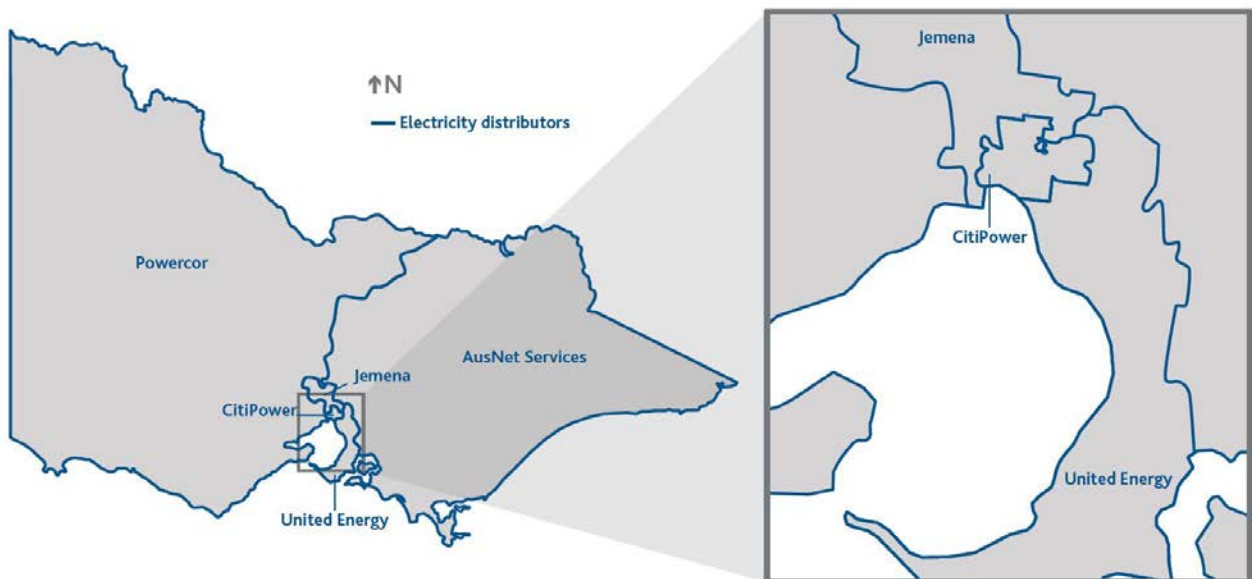 ↑N
Electricity distributors
Powercor
AusNet Services
Jemena
CitiPower
United Energy
Jemena
CitiPower
United Energy